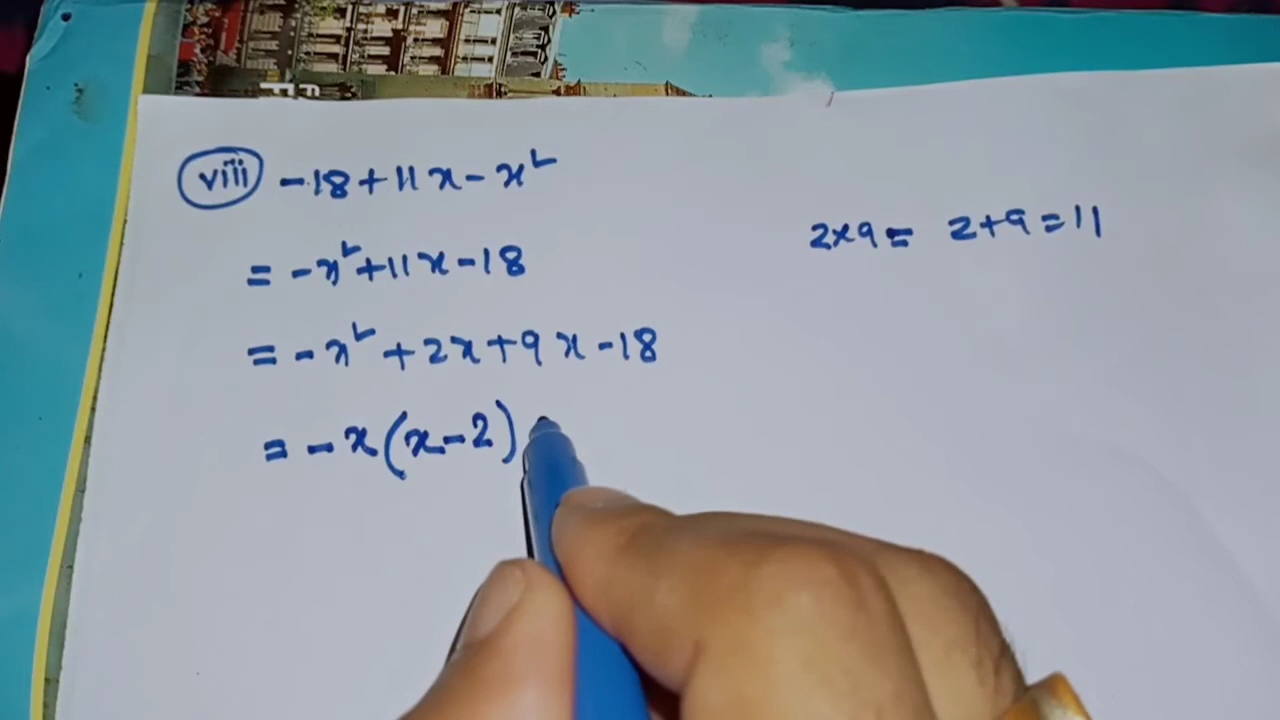 viii -18+11x-x²
= -x²+11x-18
2×9= 2+9=11
= -x²+2x+9x-18
= -x(x-2)